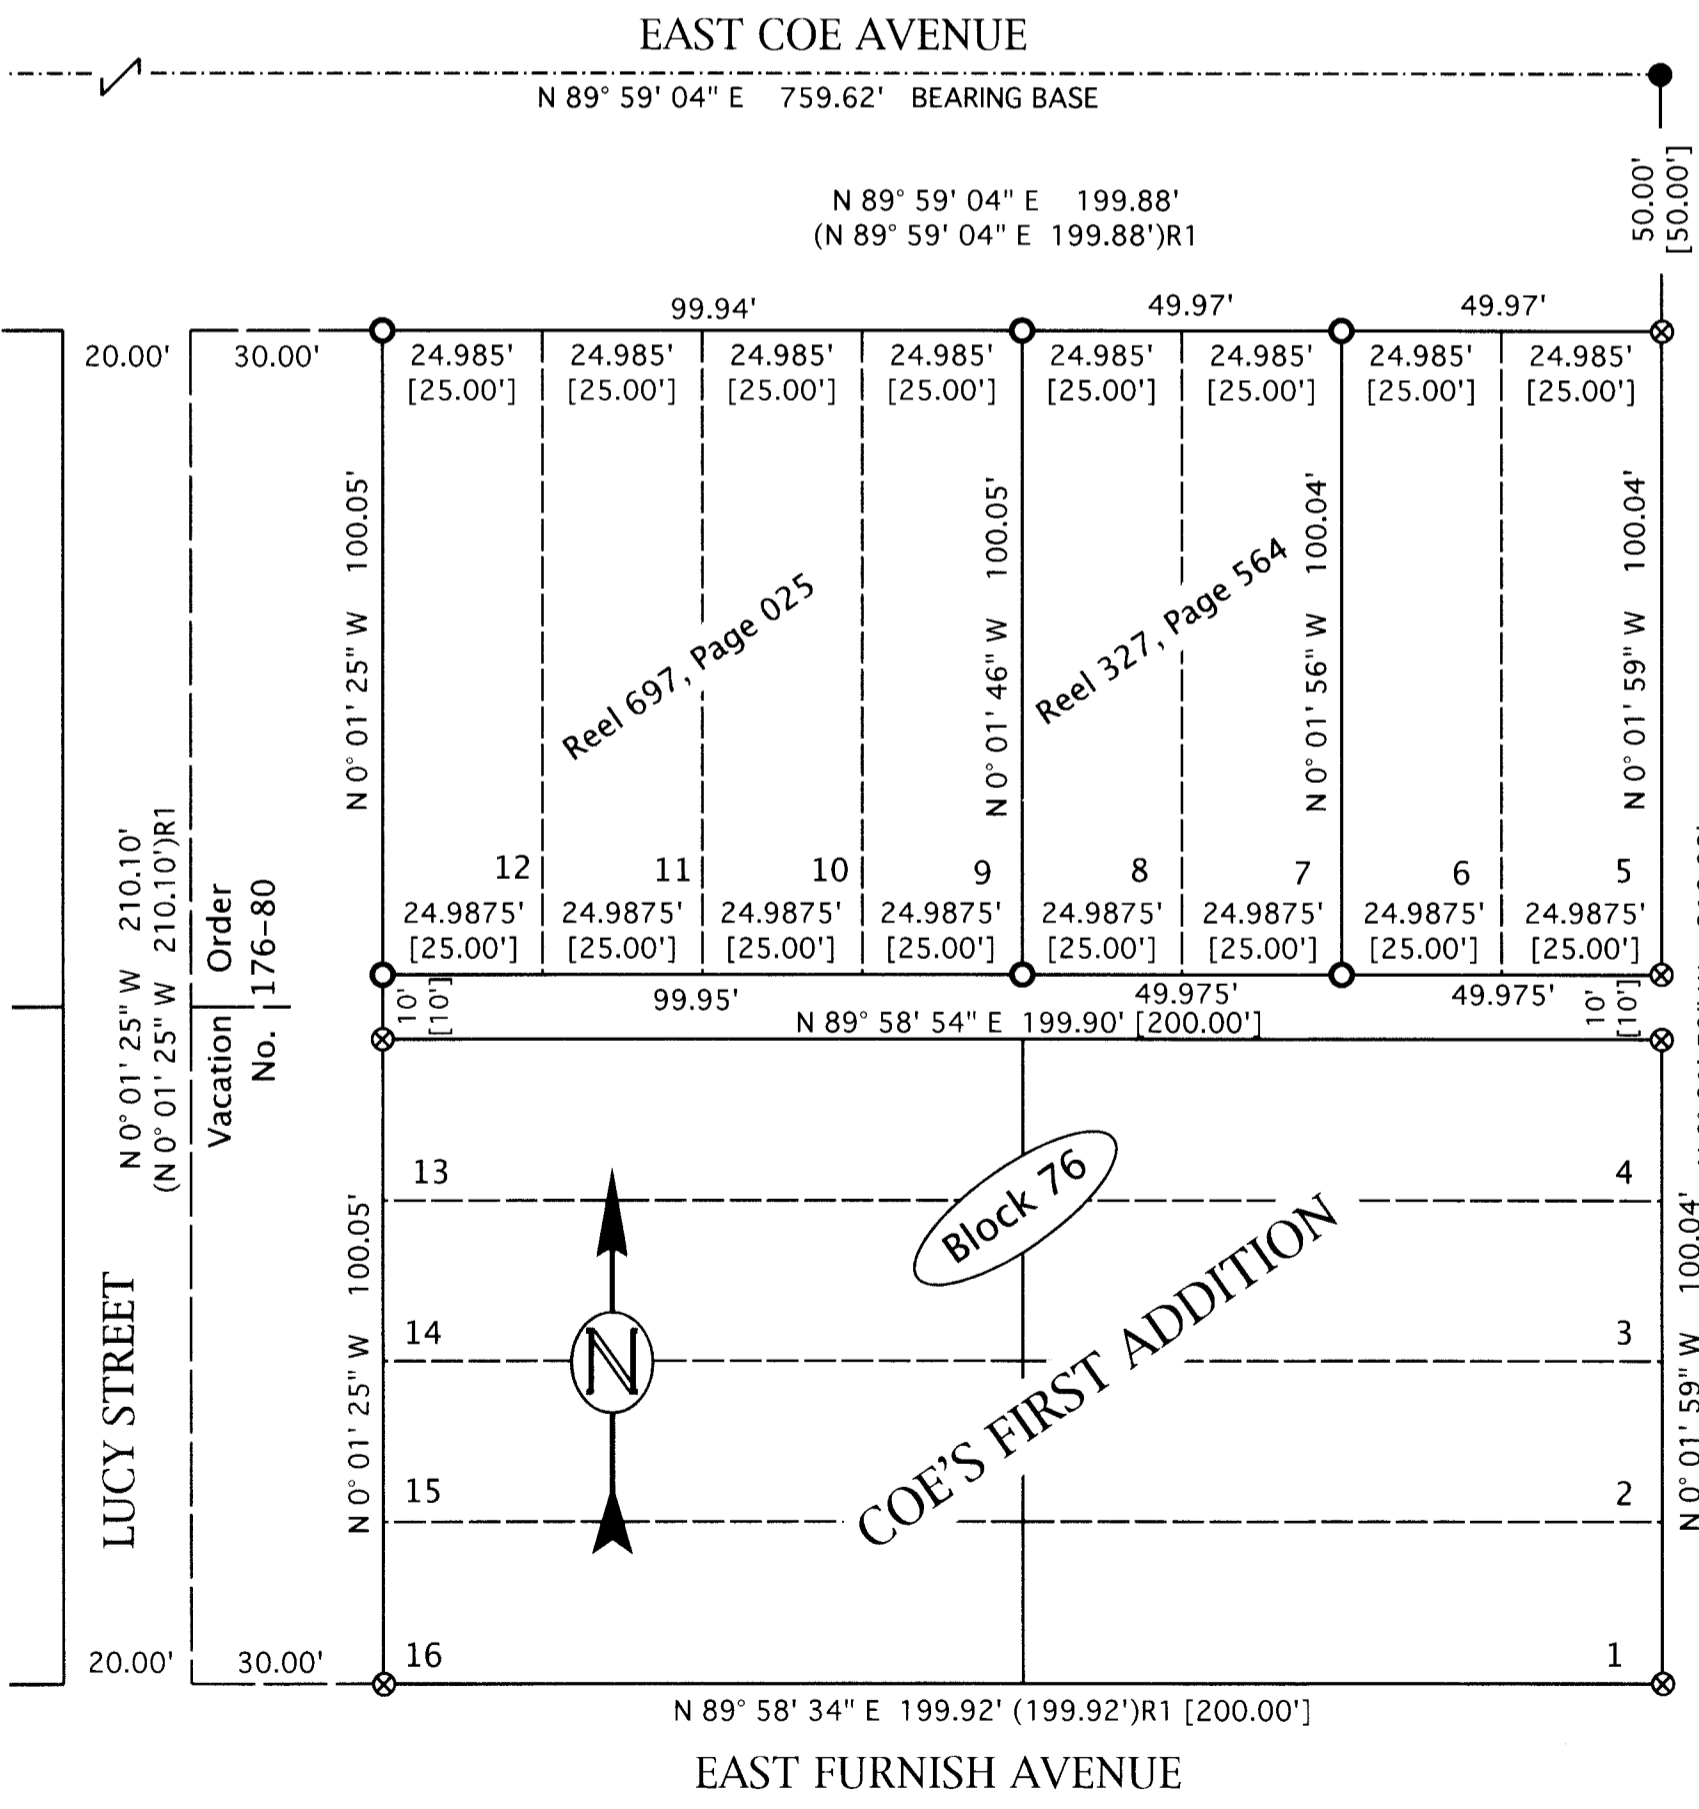 EAST COE AVENUE
N 89° 59' 04" E 759.62' BEARING BASE
50.00'
[50.00']
N 89° 59' 04" E 199.88'
(N 89° 59' 04" E 199.88')R1
99.94' 49.97' 49.97'
20.00' 30.00' 24.985' 24.985' 24.985' 24.985' 24.985' 24.985' 24.985' 24.985'
[25.00'] [25.00'] [25.00'] [25.00'] [25.00'] [25.00'] [25.00'] [25.00']
N 0° 01' 25" W 100.05'
Reel 697, Page 025
N 0° 01' 46" W 100.05'
Reel 327, Page 564
N 0° 01' 56" W 100.04'
N 0° 01' 59" W 100.04'
12 11 10 9 8 7 6 5
24.9875' 24.9875' 24.9875' 24.9875' 24.9875' 24.9875' 24.9875' 24.9875'
[25.00'] [25.00'] [25.00'] [25.00'] [25.00'] [25.00'] [25.00'] [25.00']
N 0° 01' 25" W 210.10'
(N 0° 01' 25" W 210.10')R1
Vacation Order
No. 176-80
10'
[10']
99.95' 49.975' 49.975'
10'
[10']
N 89° 58' 54" E 199.90' [200.00']
13 4
Block 76
14 3
N
COE'S FIRST ADDITION
15 2
N 0° 01' 25" W 100.05'
N 0° 01' 59" W 100.04'
LUCY STREET
20.00' 30.00' 16 1
N 89° 58' 34" E 199.92' (199.92')R1 [200.00']
EAST FURNISH AVENUE